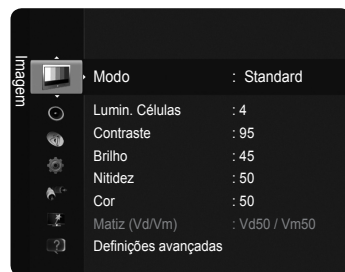 Imagem
Modo : Standard
Lumin. Células : 4
Contraste : 95
Brilho : 45
Nitidez : 50
Cor : 50
Matiz (Vd/Vm) : Vd50 / Vm50
Definições avançadas